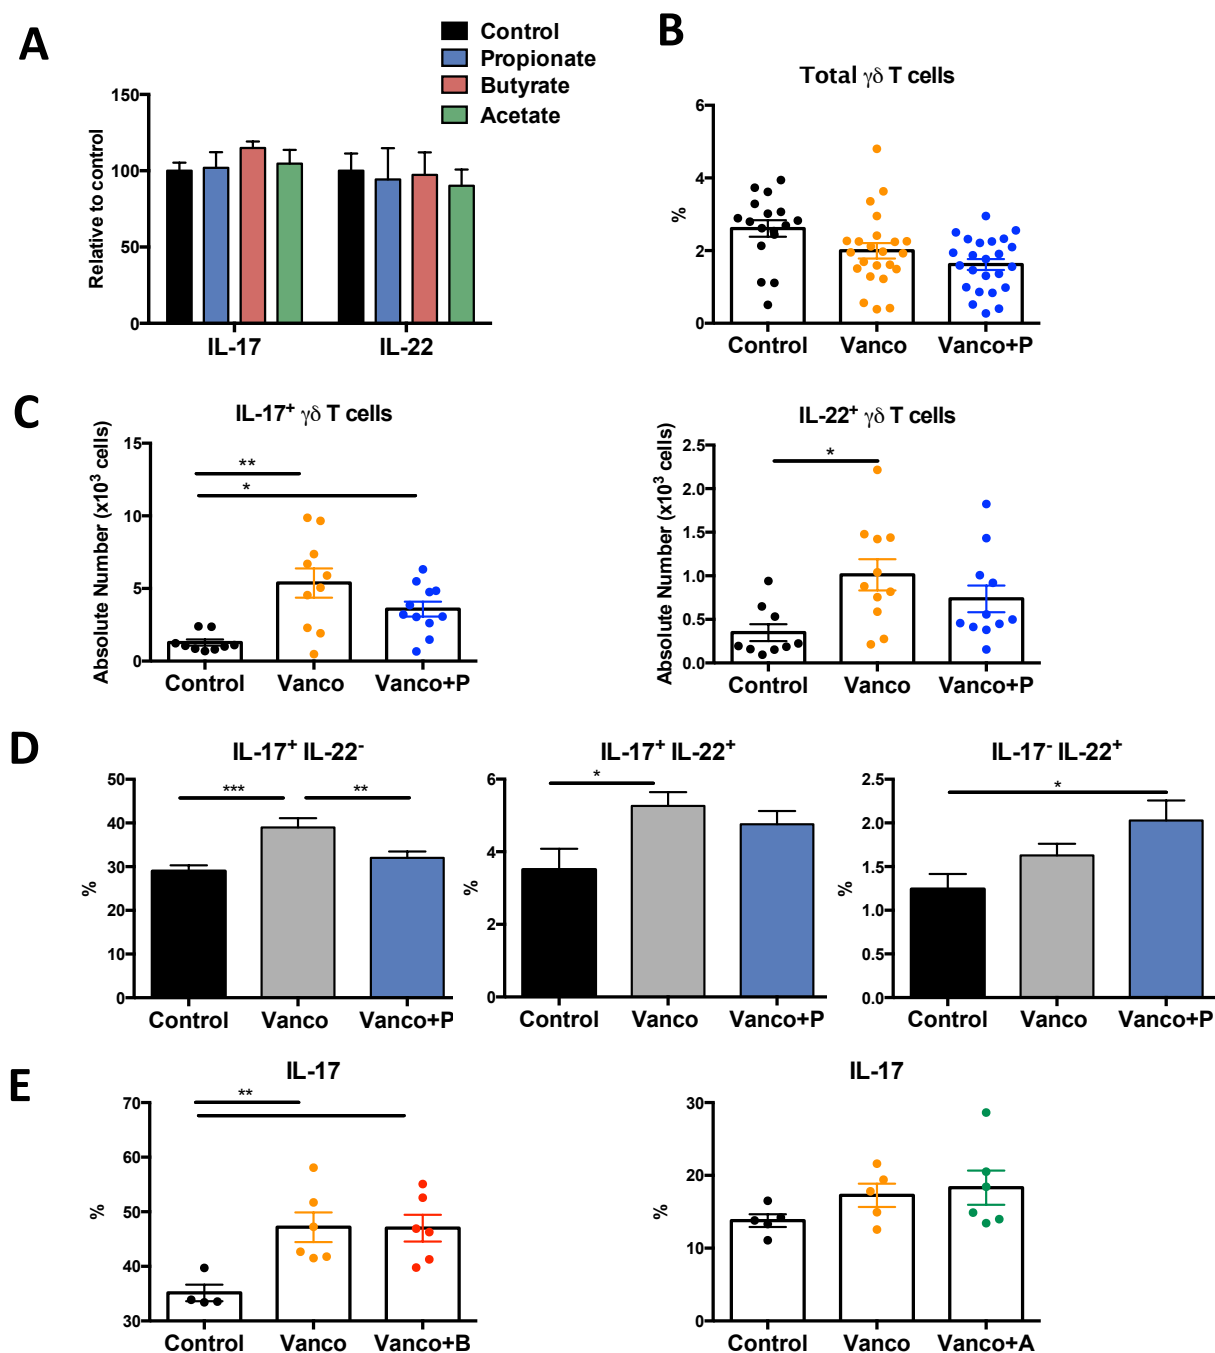 A
Control
Propionate
Butyrate
Acetate
Relative to control
150
100
50
0
IL-17
IL-22
B
Total γδ T cells
%
6
4
2
0
Control
Vanco
Vanco+P
C
IL-17⁺ γδ T cells
Absolute Number (x10³ cells)
15
10
5
0
**
*
Control
Vanco
Vanco+P
IL-22⁺ γδ T cells
Absolute Number (x10³ cells)
2.5
2.0
1.5
1.0
0.5
0.0
*
Control
Vanco
Vanco+P
D
IL-17⁺ IL-22⁻
%
50
40
30
20
10
0
***
**
Control
Vanco
Vanco+P
IL-17⁺ IL-22⁺
%
6
4
2
0
*
Control
Vanco
Vanco+P
IL-17⁻ IL-22⁺
%
2.5
2.0
1.5
1.0
0.5
0.0
*
Control
Vanco
Vanco+P
E
IL-17
%
70
60
50
40
30
**
Control
Vanco
Vanco+B
IL-17
%
30
20
10
0
Control
Vanco
Vanco+A